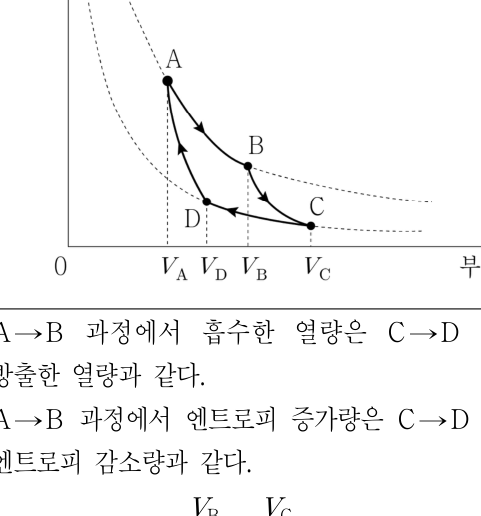 A
B
C
D
0 V_A V_D V_B V_C 부
A→B 과정에서 흡수한 열량은 C→D
방출한 열량과 같다.
A→B 과정에서 엔트로피 증가량은 C→D
엔트로피 감소량과 같다.
V_B V_C